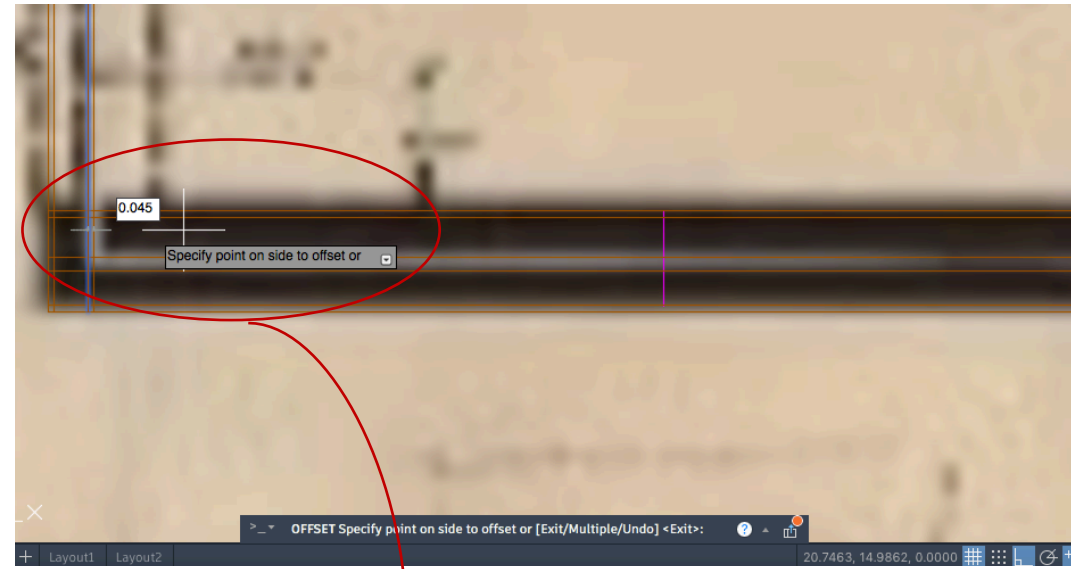 0.045
Specify point on side to offset or
>_ OFFSET Specify point on side to offset or [Exit/Multiple/Undo] <Exit>: ?
+ Layout1 Layout2 20.7463, 14.9862, 0.0000